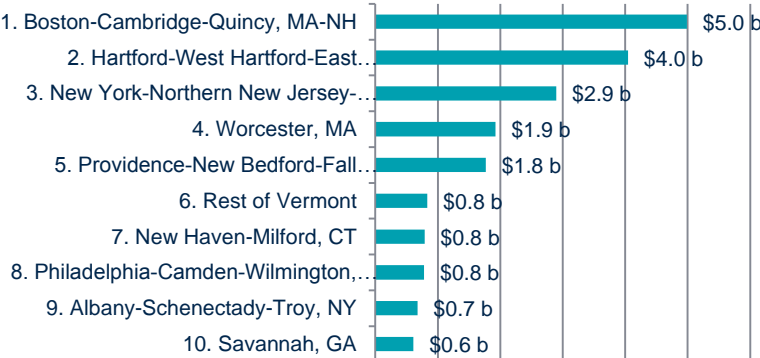 1. Boston-Cambridge-Quincy, MA-NH $5.0 b
2. Hartford-West Hartford-East… $4.0 b
3. New York-Northern New Jersey-… $2.9 b
4. Worcester, MA $1.9 b
5. Providence-New Bedford-Fall… $1.8 b
6. Rest of Vermont $0.8 b
7. New Haven-Milford, CT $0.8 b
8. Philadelphia-Camden-Wilmington,… $0.8 b
9. Albany-Schenectady-Troy, NY $0.7 b
10. Savannah, GA $0.6 b